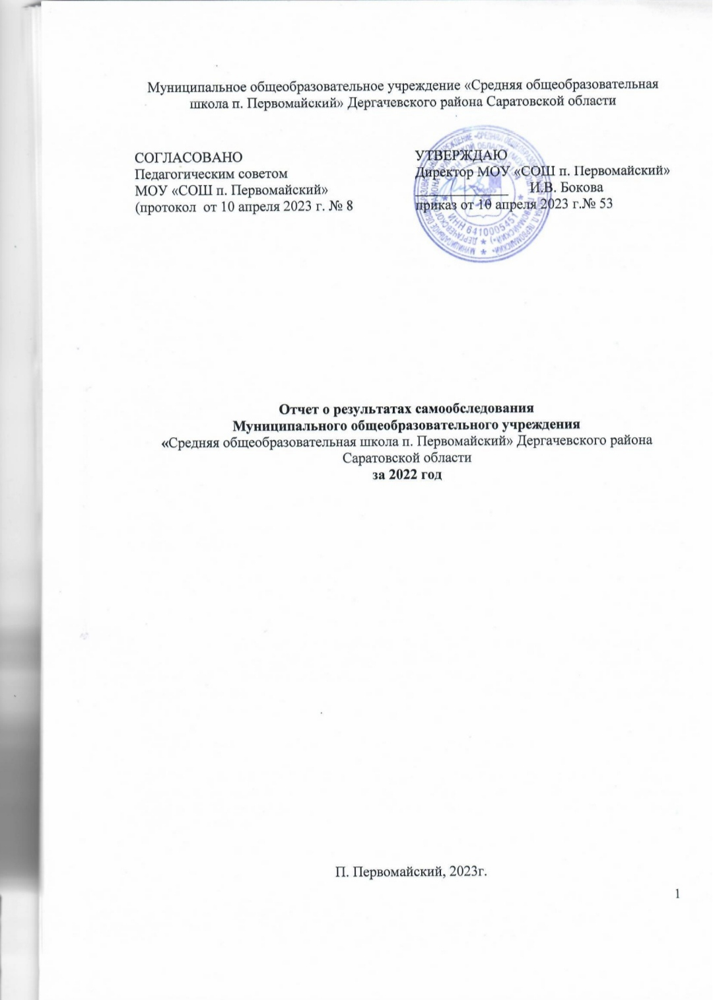 Муниципальное общеобразовательное учреждение «Средняя общеобразовательная
школа п. Первомайский» Дергачевского района Саратовской области
СОГЛАСОВАНО
Педагогическим советом
МОУ «СОШ п. Первомайский»
(протокол от 10 апреля 2023 г. № 8
УТВЕРЖДАЮ
Директор МОУ «СОШ п. Первомайский»
И.В. Бокова
приказ от 10 апреля 2023 г.№ 53
ИНН 6410005451
Отчет о результатах самообследования
Муниципального общеобразовательного учреждения
«Средняя общеобразовательная школа п. Первомайский» Дергачевского района
Саратовской области
за 2022 год
П. Первомайский, 2023г.
1